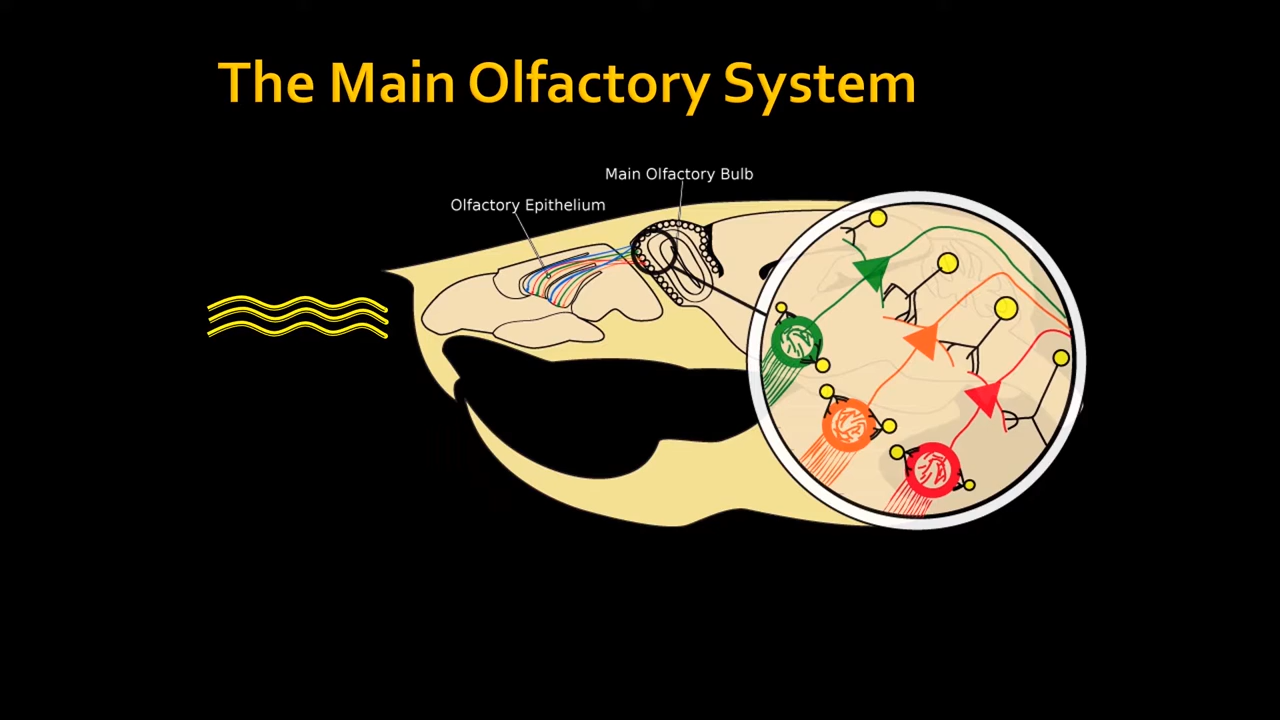 The Main Olfactory System
Main Olfactory Bulb
Olfactory Epithelium